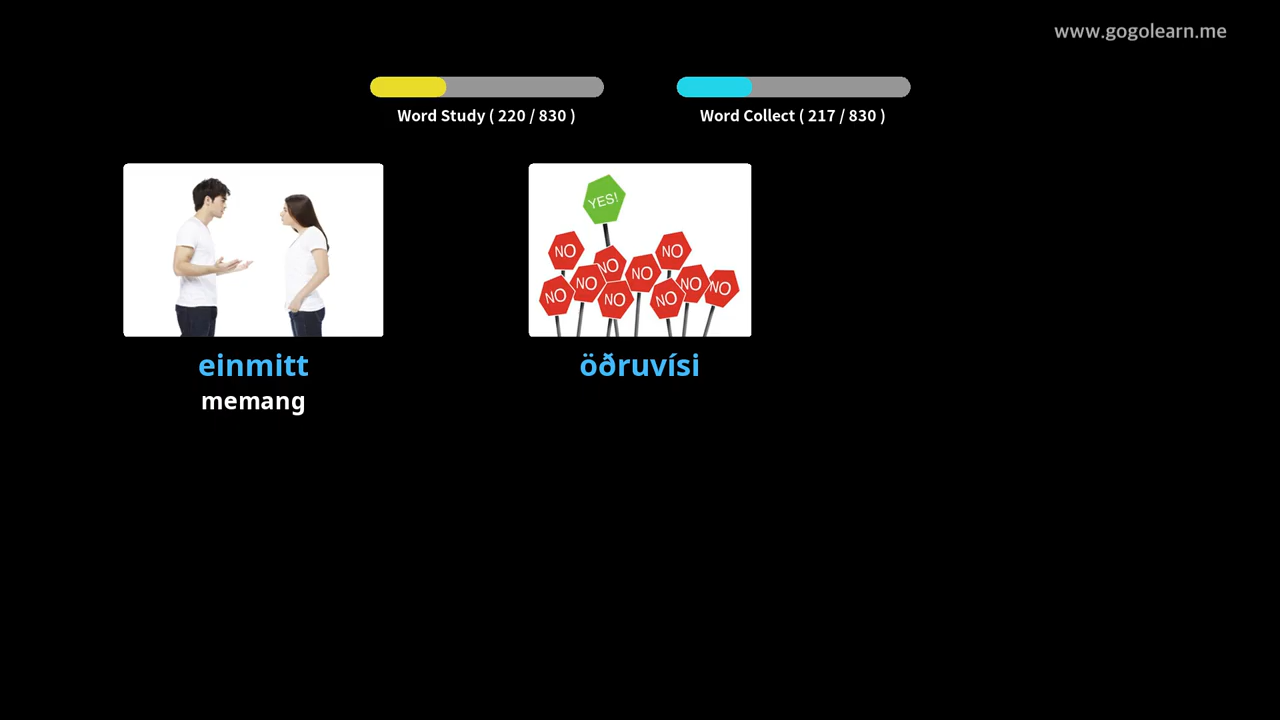 www.gogolearn.me
Word Study ( 220 / 830 )
Word Collect ( 217 / 830 )
YES!
NO
NO
NO
NO
NO
NO
NO
NO
NO
NO
einmitt
öðruvísi
memang